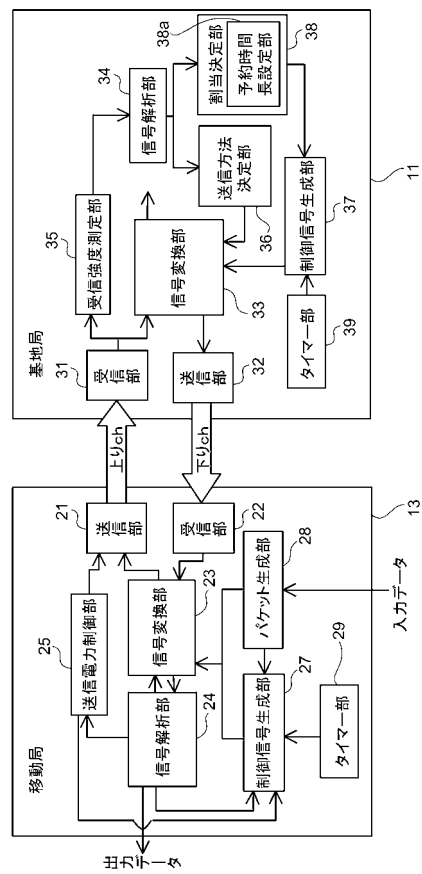 移動局
25
送信電力制御部
21
送信部
上りch
信号変換部
23
受信部
22
下りch
信号解析部
24
出力データ
制御信号生成部
27
パケット生成部
28
タイマー部
29
入力データ
13
基地局
31
受信部
35
受信強度測定部
34
信号解析部
38a
割当決定部
予約時間
長設定部
38
送信方法
決定部
36
信号変換部
33
送信部
32
制御信号生成部
37
タイマー部
39
11